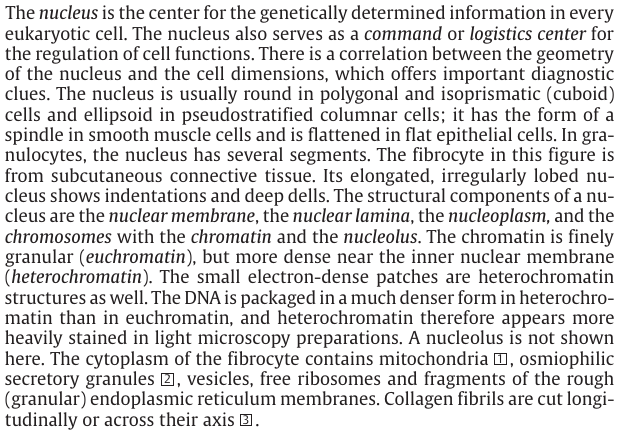 The nucleus is the center for the genetically determined information in every
eukaryotic cell. The nucleus also serves as a command or logistics center for
the regulation of cell functions. There is a correlation between the geometry
of the nucleus and the cell dimensions, which offers important diagnostic
clues. The nucleus is usually round in polygonal and isoprismatic (cuboid)
cells and ellipsoid in pseudostratified columnar cells; it has the form of a
spindle in smooth muscle cells and is flattened in flat epithelial cells. In gra-
nulocytes, the nucleus has several segments. The fibrocyte in this figure is
from subcutaneous connective tissue. Its elongated, irregularly lobed nu-
cleus shows indentations and deep dells. The structural components of a nu-
cleus are the nuclear membrane, the nuclear lamina, the nucleoplasm, and the
chromosomes with the chromatin and the nucleolus. The chromatin is finely
granular (euchromatin), but more dense near the inner nuclear membrane
(heterochromatin). The small electron-dense patches are heterochromatin
structures as well. The DNA is packaged in a much denser form in heterochro-
matin than in euchromatin, and heterochromatin therefore appears more
heavily stained in light microscopy preparations. A nucleolus is not shown
here. The cytoplasm of the fibrocyte contains mitochondria 1, osmiophilic
secretory granules 2, vesicles, free ribosomes and fragments of the rough
(granular) endoplasmic reticulum membranes. Collagen fibrils are cut longi-
tudinally or across their axis 3.